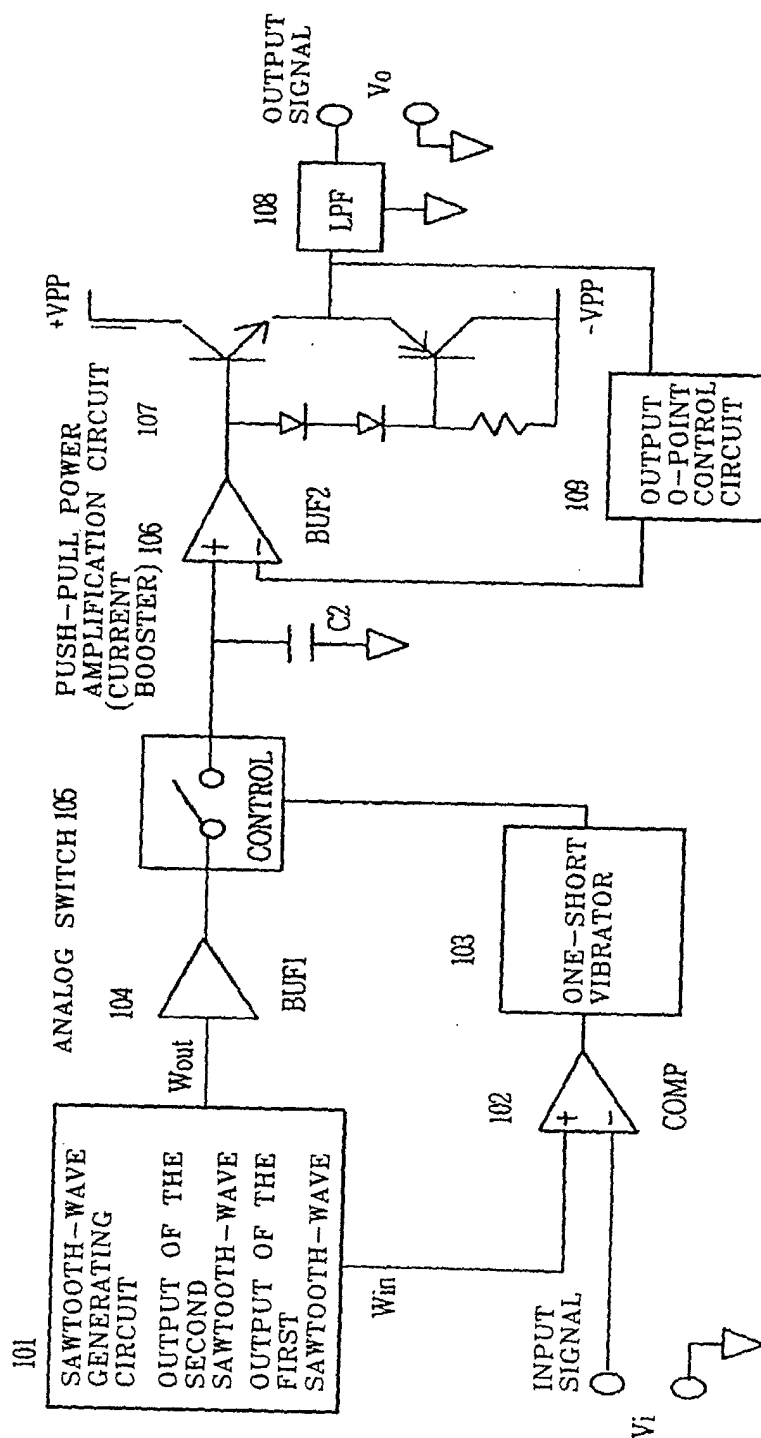 101
SAWTOOTH-WAVE
GENERATING
CIRCUIT
OUTPUT OF THE
SECOND
SAWTOOTH-WAVE
OUTPUT OF THE
FIRST
SAWTOOTH-WAVE
Wout
Win
104
BUF1
ANALOG SWITCH 105
CONTROL
INPUT
SIGNAL
Vi
102
+
-
COMP
103
ONE-SHORT
VIBRATOR
C2
PUSH-PULL POWER
AMPLIFICATION CIRCUIT
(CURRENT
BOOSTER) 106
+
-
BUF2
107
+VPP
-VPP
109
OUTPUT
0-POINT
CONTROL
CIRCUIT
108
LPF
OUTPUT
SIGNAL
Vo